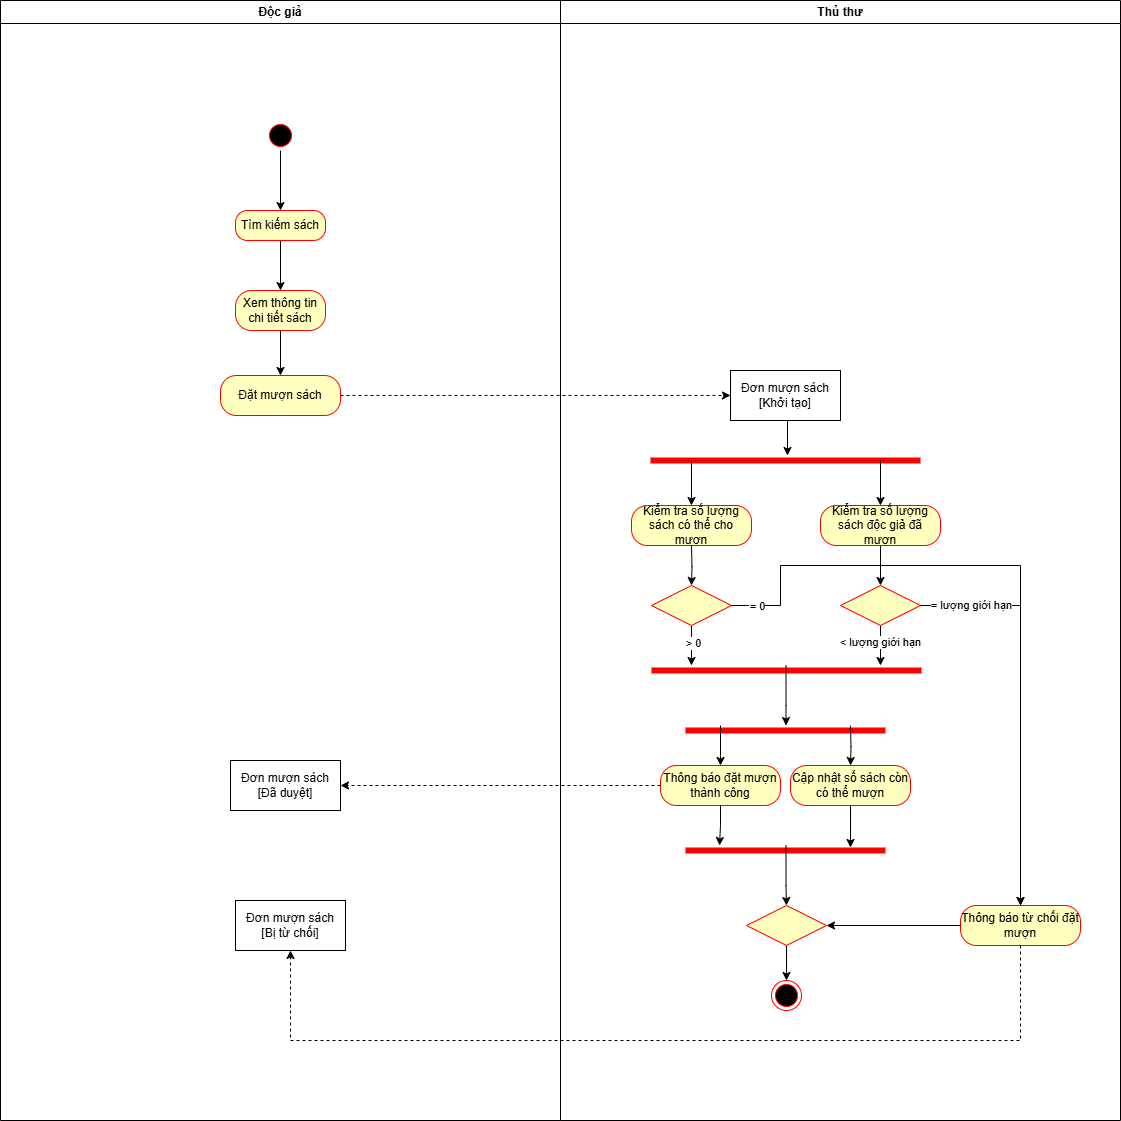 Độc giả
Thủ thư
Tìm kiếm sách
Xem thông tin
chi tiết sách
Đặt mượn sách
Đơn mượn sách
[Khởi tạo]
Kiểm tra số lượng
sách có thể cho
mượn
Kiểm tra số lượng
sách độc giả đã
mượn
= 0
= lượng giới hạn
> 0
< lượng giới hạn
Đơn mượn sách
[Đã duyệt]
Thông báo đặt mượn
thành công
Cập nhật số sách còn
có thể mượn
Đơn mượn sách
[Bị từ chối]
Thông báo từ chối đặt
mượn